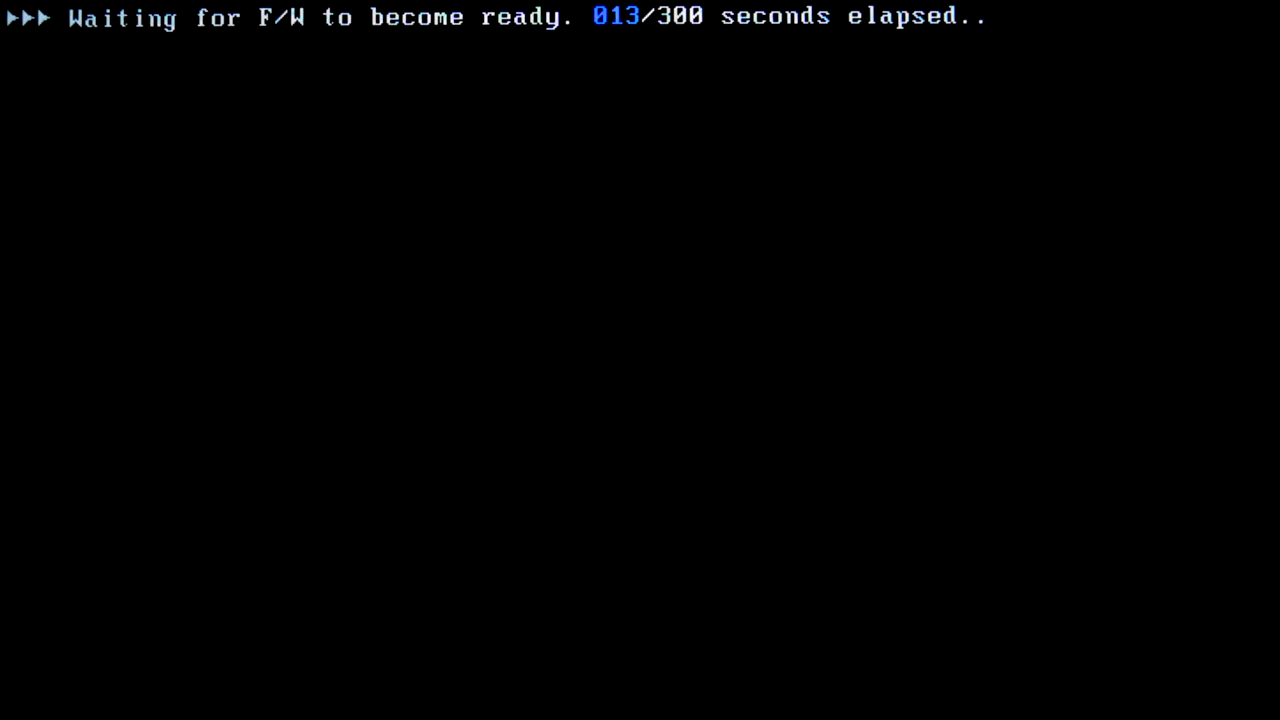 ►►► Waiting for F/W to become ready. 013/300 seconds elapsed..